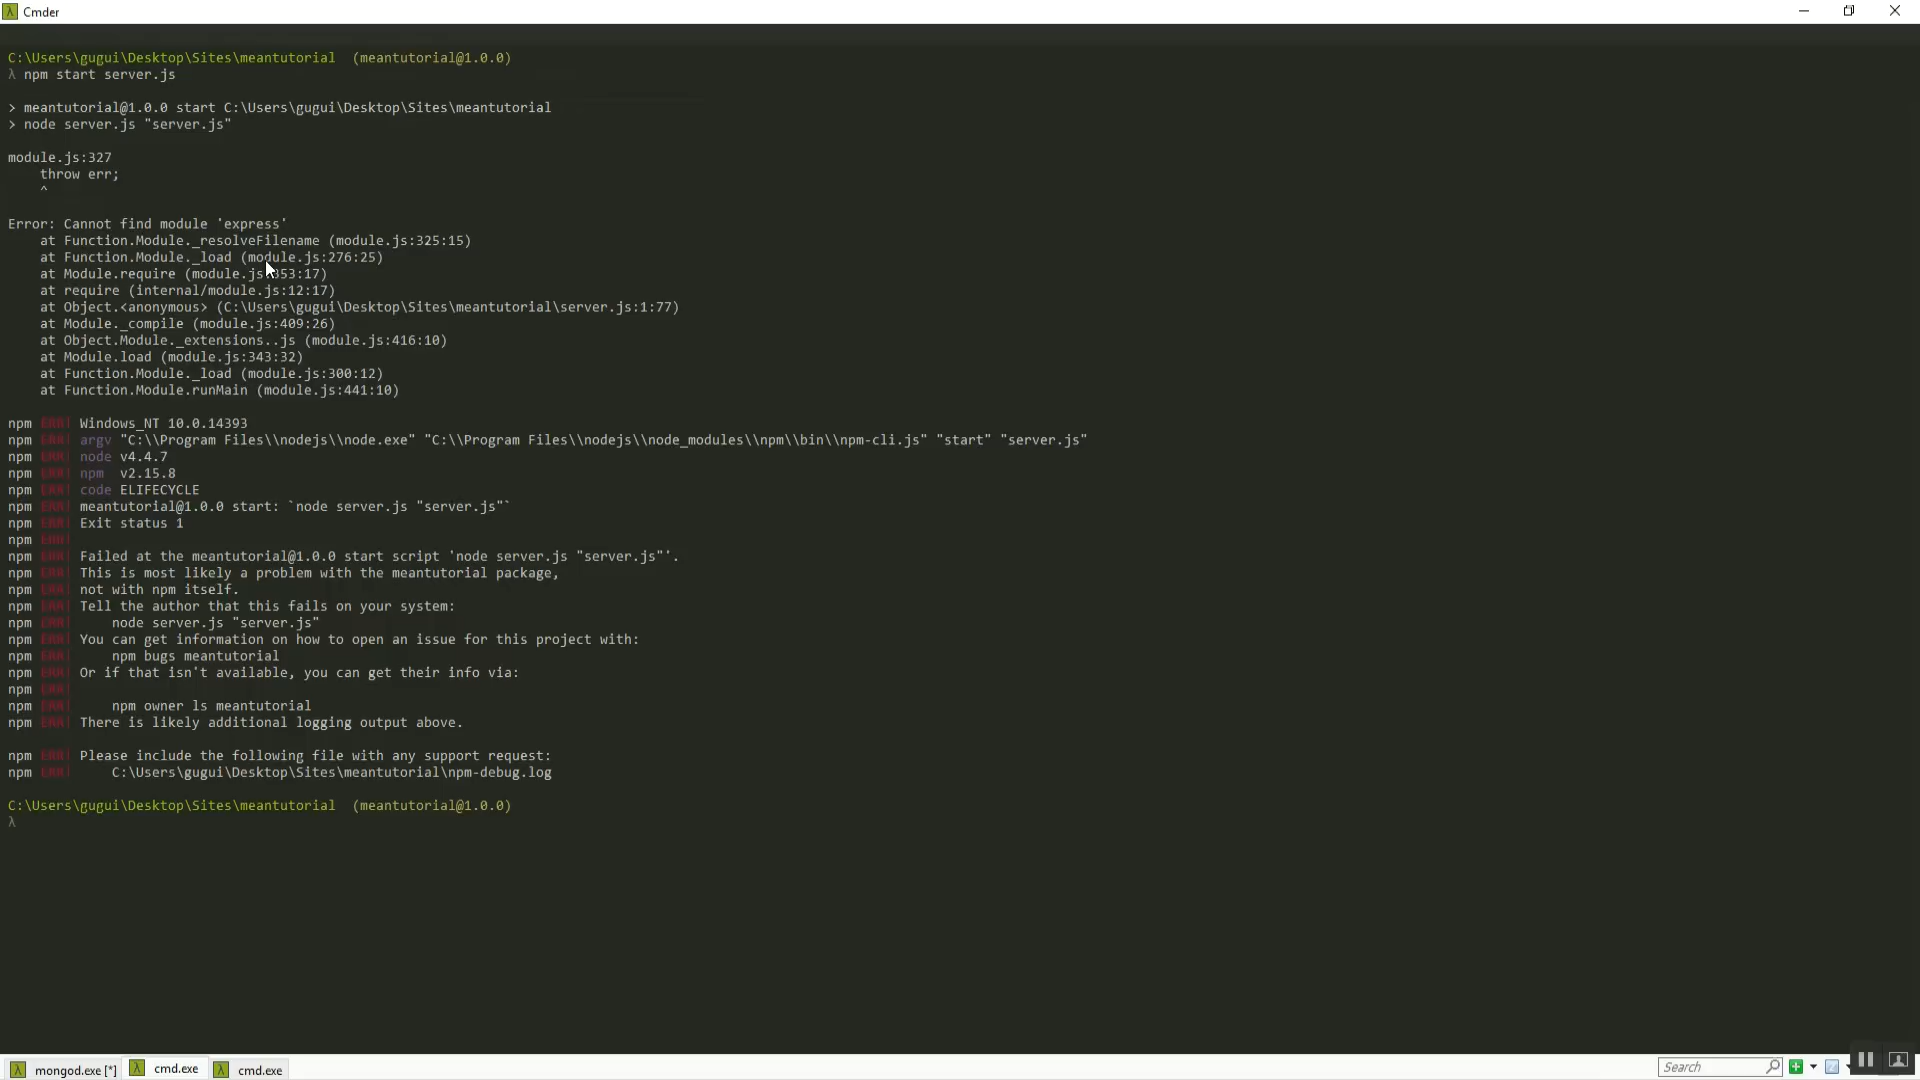 Cmder
C:\Users\gugui\Desktop\Sites\meantutorial  (meantutorial@1.0.0)
λ npm start server.js
> meantutorial@1.0.0 start C:\Users\gugui\Desktop\Sites\meantutorial
> node server.js "server.js"
module.js:327
    throw err;
    ^
Error: Cannot find module 'express'
    at Function.Module._resolveFilename (module.js:325:15)
    at Function.Module._load (module.js:276:25)
    at Module.require (module.js:353:17)
    at require (internal/module.js:12:17)
    at Object.<anonymous> (C:\Users\gugui\Desktop\Sites\meantutorial\server.js:1:77)
    at Module._compile (module.js:409:26)
    at Object.Module._extensions..js (module.js:416:10)
    at Module.load (module.js:343:32)
    at Function.Module._load (module.js:300:12)
    at Function.Module.runMain (module.js:441:10)
npm ERR! Windows_NT 10.0.14393
npm ERR! argv "C:\\Program Files\\nodejs\\node.exe" "C:\\Program Files\\nodejs\\node_modules\\npm\\bin\\npm-cli.js" "start" "server.js"
npm ERR! node v4.4.7
npm ERR! npm  v2.15.8
npm ERR! code ELIFECYCLE
npm ERR! meantutorial@1.0.0 start: `node server.js "server.js"`
npm ERR! Exit status 1
npm ERR!
npm ERR! Failed at the meantutorial@1.0.0 start script 'node server.js "server.js"'.
npm ERR! This is most likely a problem with the meantutorial package,
npm ERR! not with npm itself.
npm ERR! Tell the author that this fails on your system:
npm ERR!     node server.js "server.js"
npm ERR! You can get information on how to open an issue for this project with:
npm ERR!     npm bugs meantutorial
npm ERR! Or if that isn't available, you can get their info via:
npm ERR!
npm ERR!     npm owner ls meantutorial
npm ERR! There is likely additional logging output above.
npm ERR! Please include the following file with any support request:
npm ERR!     C:\Users\gugui\Desktop\Sites\meantutorial\npm-debug.log
C:\Users\gugui\Desktop\Sites\meantutorial  (meantutorial@1.0.0)
λ
λ mongod.exe [*] λ cmd.exe λ cmd.exe Search